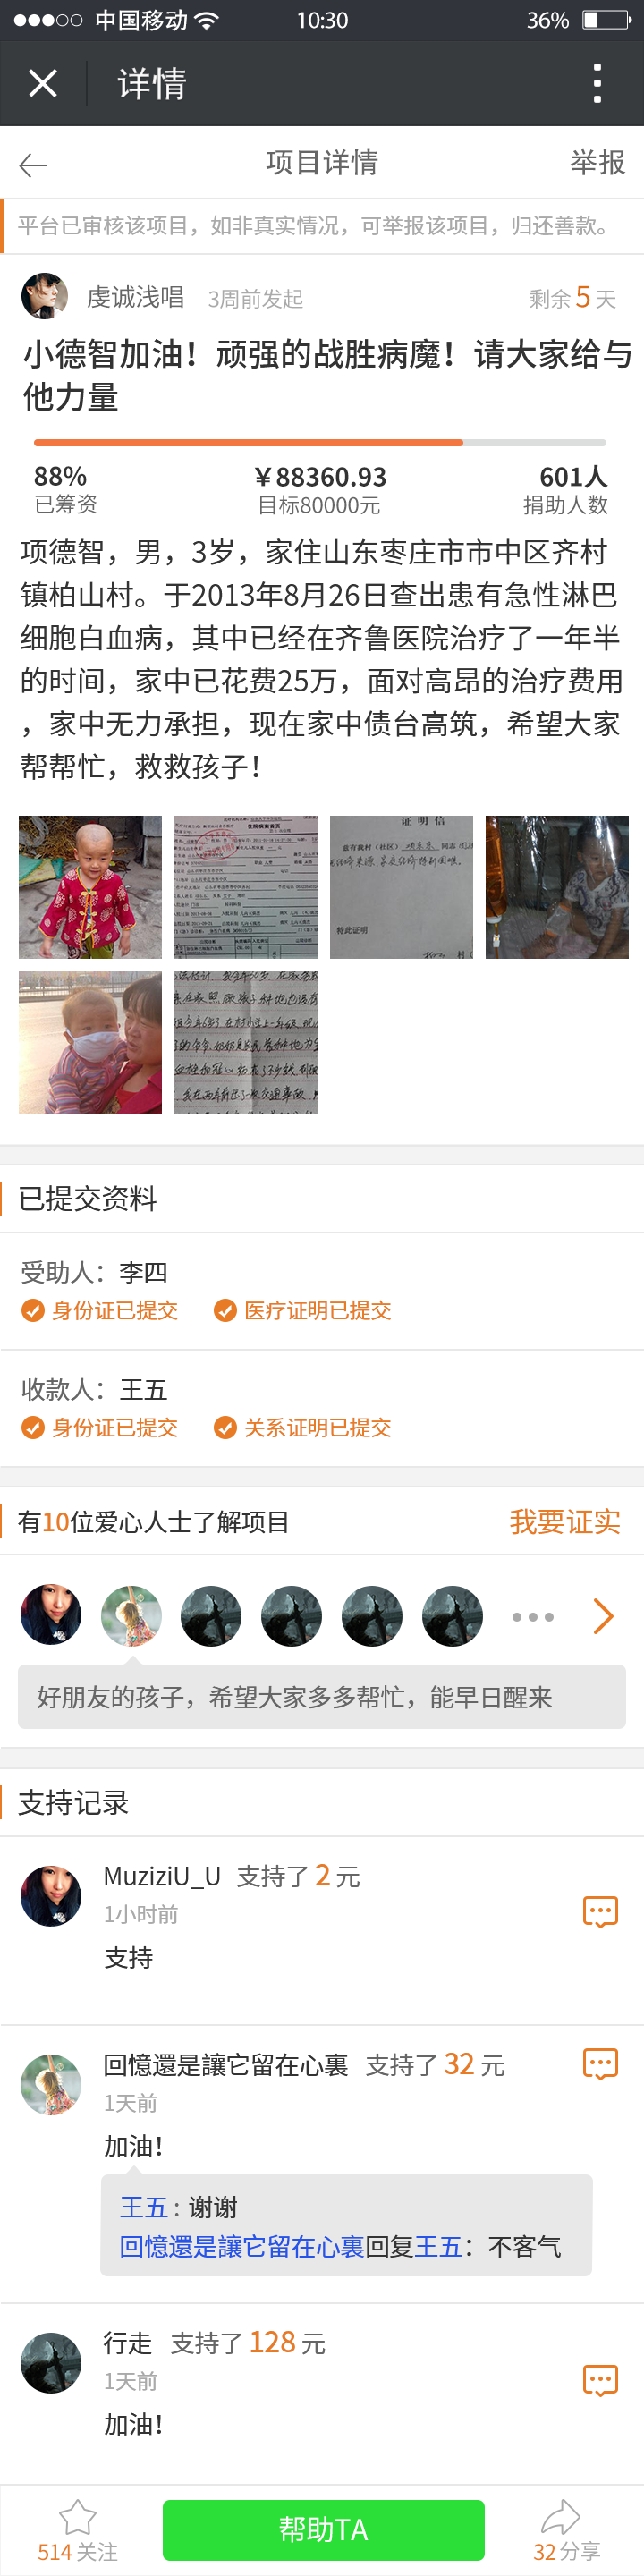 中国移动 10:30 36%
详情
项目详情 举报
平台已审核该项目，如非真实情况，可举报该项目，归还善款。
虔诚浅唱 3周前发起 剩余 5 天
小德智加油！顽强的战胜病魔！请大家给与
他力量
88% ￥88360.93 601人
已筹资 目标80000元 捐助人数
项德智，男，3岁，家住山东枣庄市市中区齐村
镇柏山村。于2013年8月26日查出患有急性淋巴
细胞白血病，其中已经在齐鲁医院治疗了一年半
的时间，家中已花费25万，面对高昂的治疗费用
，家中无力承担，现在家中债台高筑，希望大家
帮帮忙，救救孩子！
证明信
特此证明
已提交资料
受助人：李四
身份证已提交 医疗证明已提交
收款人：王五
身份证已提交 关系证明已提交
有10位爱心人士了解项目 我要证实
好朋友的孩子，希望大家多多帮忙，能早日醒来
支持记录
MuziziU_U 支持了 2 元
1小时前
支持
回憶還是讓它留在心裏 支持了 32 元
1天前
加油！
王五：谢谢
回憶還是讓它留在心裏回复王五：不客气
行走 支持了 128 元
1天前
加油！
514 关注 帮助TA 32 分享